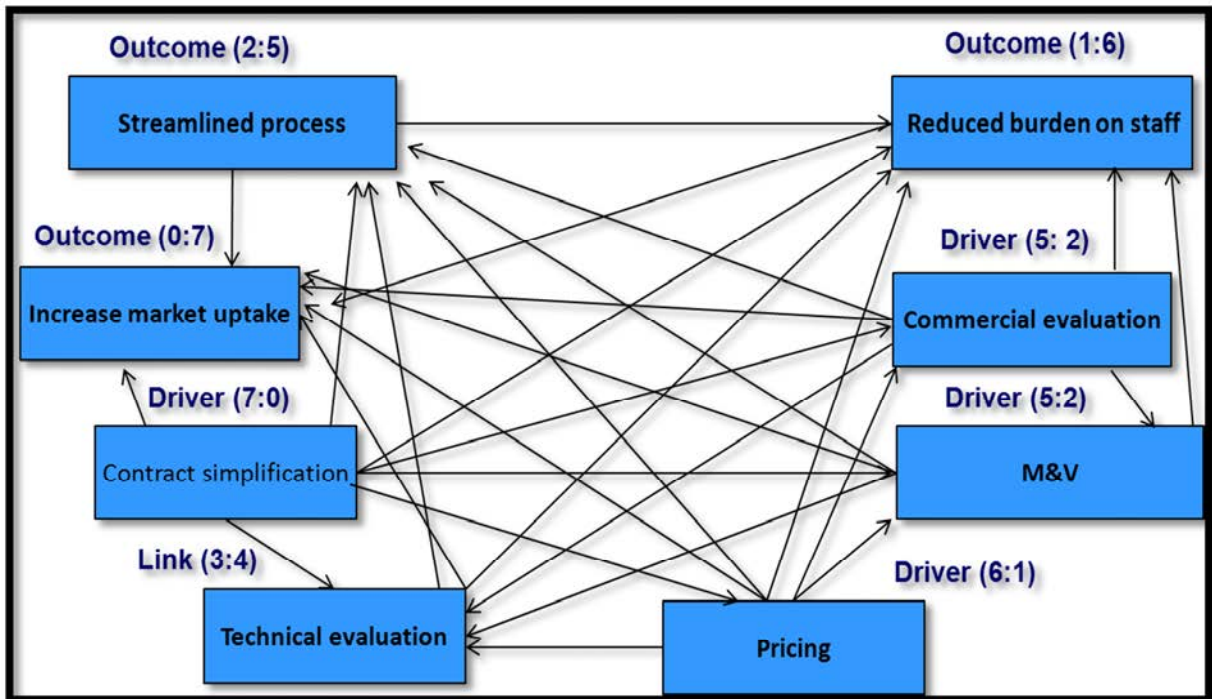 Outcome (2:5)
Streamlined process
Outcome (1:6)
Reduced burden on staff
Outcome (0:7)
Increase market uptake
Driver (5: 2)
Commercial evaluation
Driver (7:0)
Contract simplification
Driver (5:2)
M&V
Link (3:4)
Technical evaluation
Driver (6:1)
Pricing